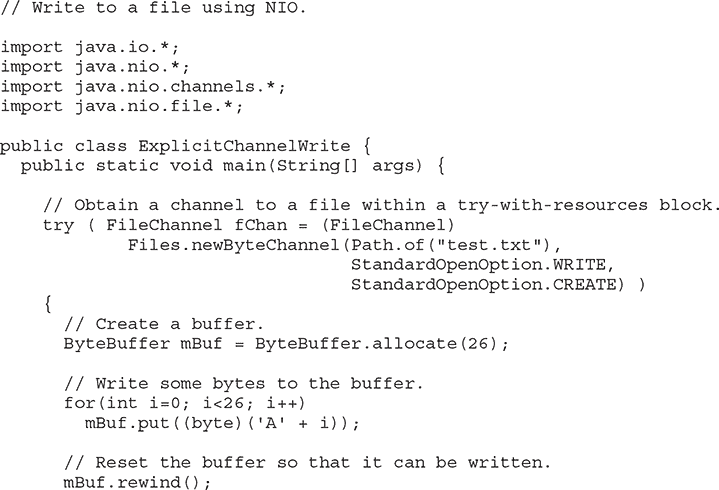 // Write to a file using NIO.
import java.io.*;
import java.nio.*;
import java.nio.channels.*;
import java.nio.file.*;
public class ExplicitChannelWrite {
public static void main(String[] args) {
// Obtain a channel to a file within a try-with-resources block.
try ( FileChannel fChan = (FileChannel)
Files.newByteChannel(Path.of("test.txt"),
StandardOpenOption.WRITE,
StandardOpenOption.CREATE) )
{
// Create a buffer.
ByteBuffer mBuf = ByteBuffer.allocate(26);
// Write some bytes to the buffer.
for(int i=0; i<26; i++)
mBuf.put((byte)('A' + i));
// Reset the buffer so that it can be written.
mBuf.rewind();